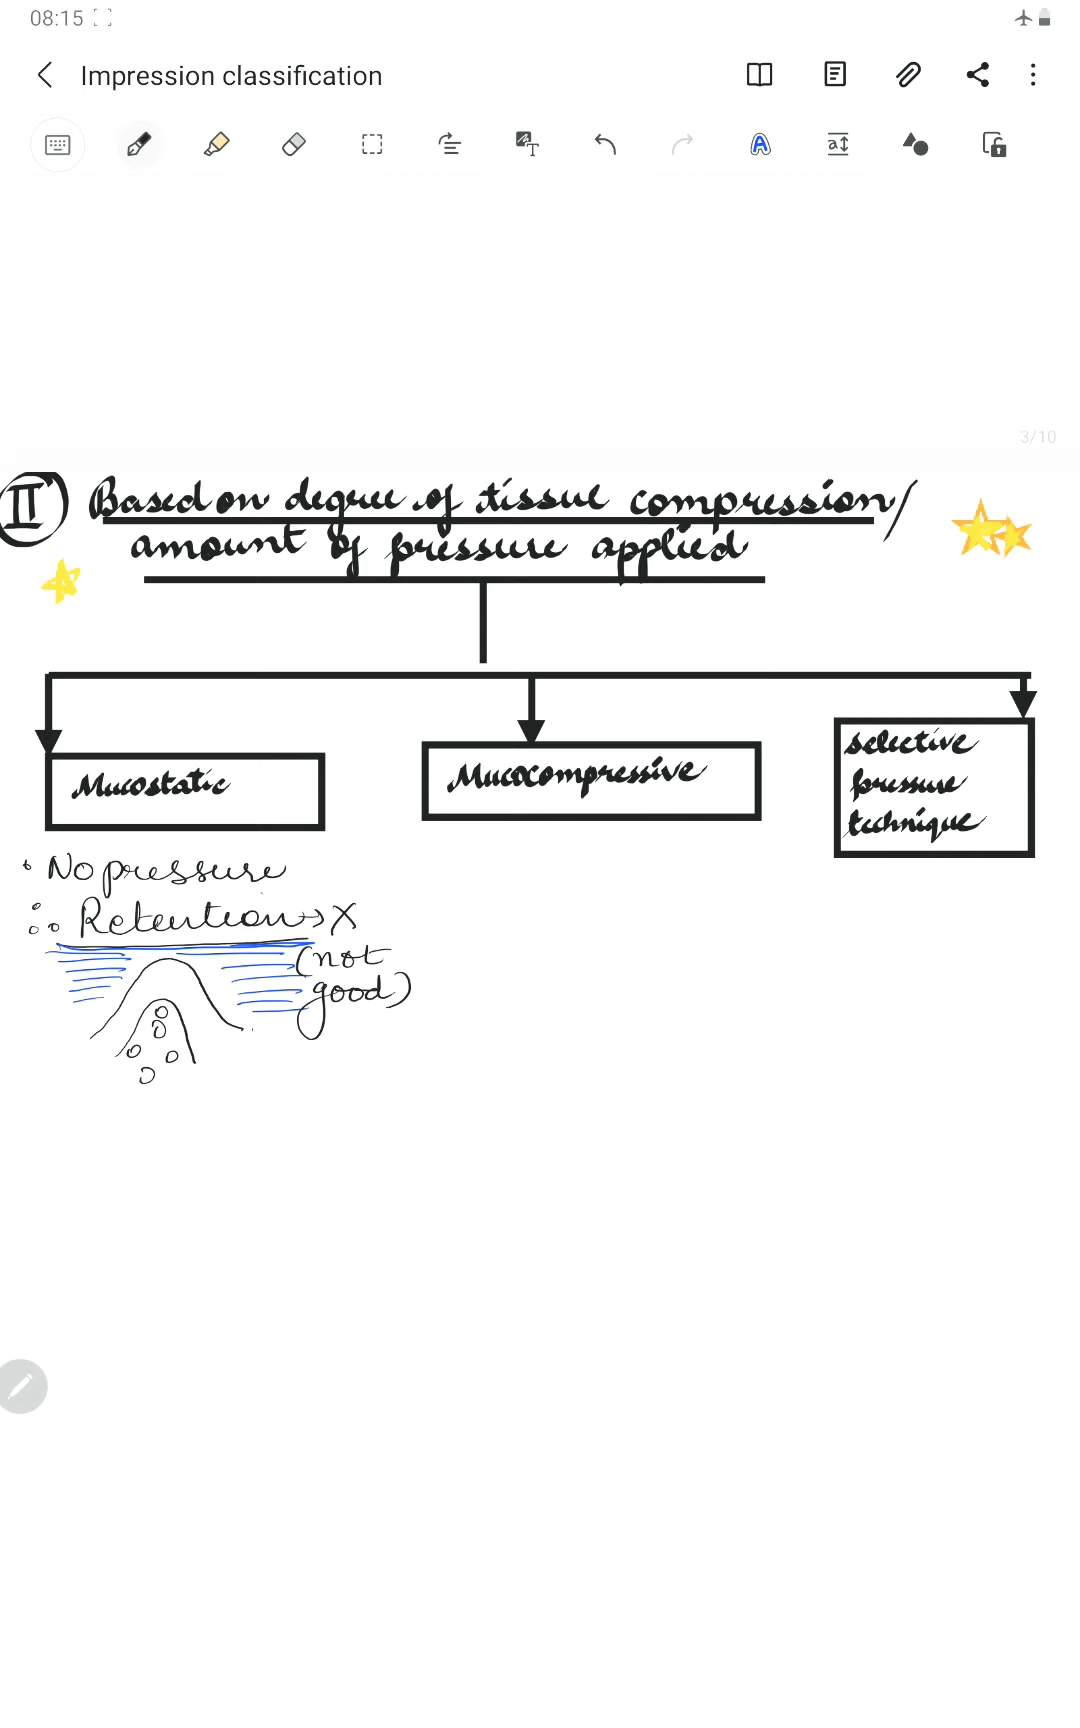 08:15
Impression classification
3/10
II) Based on degree of tissue compression/
amount of pressure applied
Mucostatic
Mucocompressive
selective
pressure
technique
• No pressure
∴ Retention → X
(not
good)